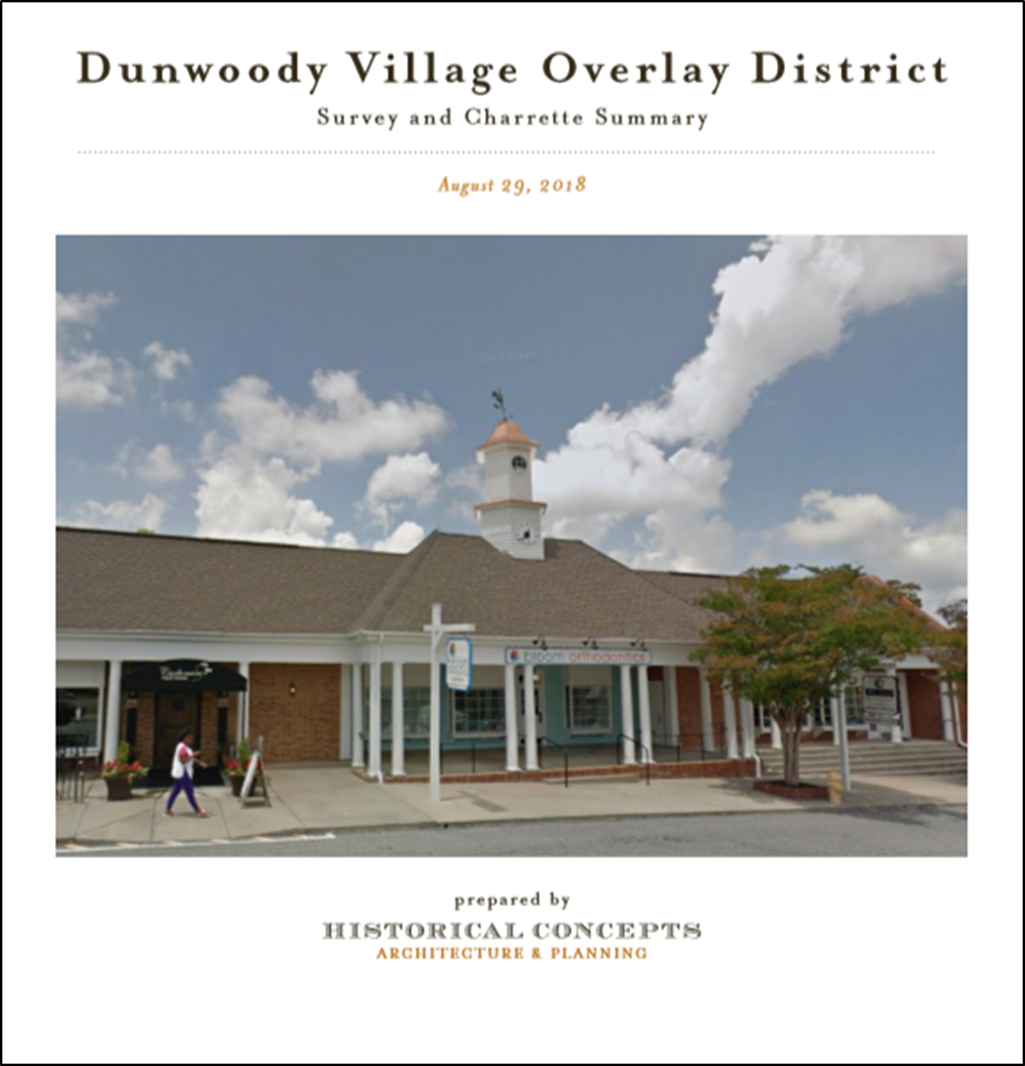 Dunwoody Village Overlay District
Survey and Charrette Summary
August 29, 2018
bloom orthodontics
prepared by
HISTORICAL CONCEPTS
ARCHITECTURE & PLANNING